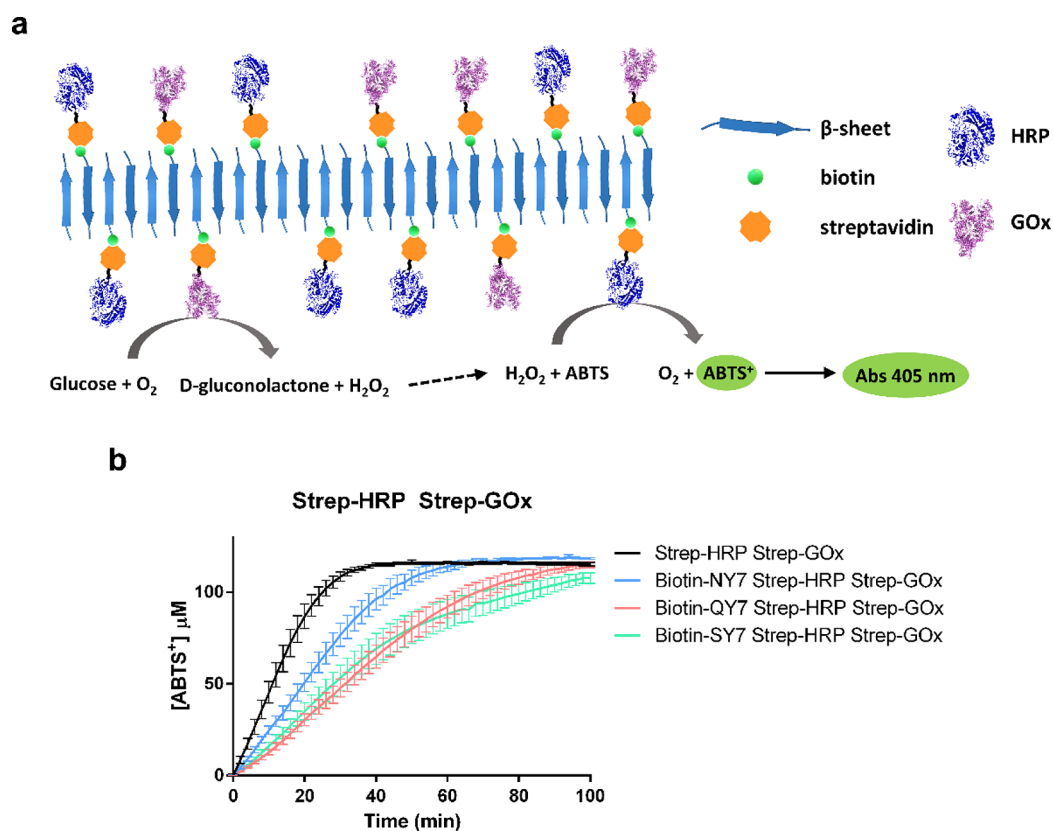 a
β-sheet
HRP
biotin
streptavidin
GOx
Glucose + O₂
D-gluconolactone + H₂O₂
H₂O₂ + ABTS
O₂ + ABTS⁺
Abs 405 nm
b
Strep-HRP Strep-GOx
Strep-HRP Strep-GOx
Biotin-NY7 Strep-HRP Strep-GOx
Biotin-QY7 Strep-HRP Strep-GOx
Biotin-SY7 Strep-HRP Strep-GOx
[ABTS⁺] μM
100
50
0
0 20 40 60 80 100
Time (min)